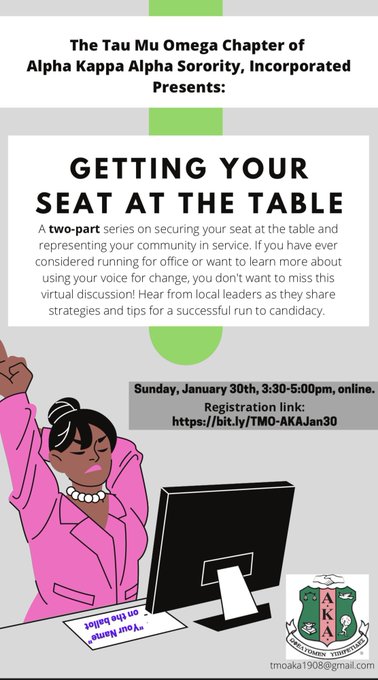 The Tau Mu Omega Chapter of
Alpha Kappa Alpha Sorority, Incorporated
Presents:
GETTING YOUR
SEAT AT THE TABLE
A two-part series on securing your seat at the table and
representing your community in service. If you have ever
considered running for office or want to learn more about
using your voice for change, you don't want to miss this
virtual discussion! Hear from local leaders as they share
strategies and tips for a successful run to candidacy.
Sunday, January 30th, 3:30-5:00pm, online.
Registration link:
https://bit.ly/TMO-AKAJan30
"Your Name"
on the ballot
ΑΚΑ
ΩΦΕΛΥΟΜΕΝ ΥΠΗΡΕΤΙΔΕΣ
tmoaka1908@gmail.com